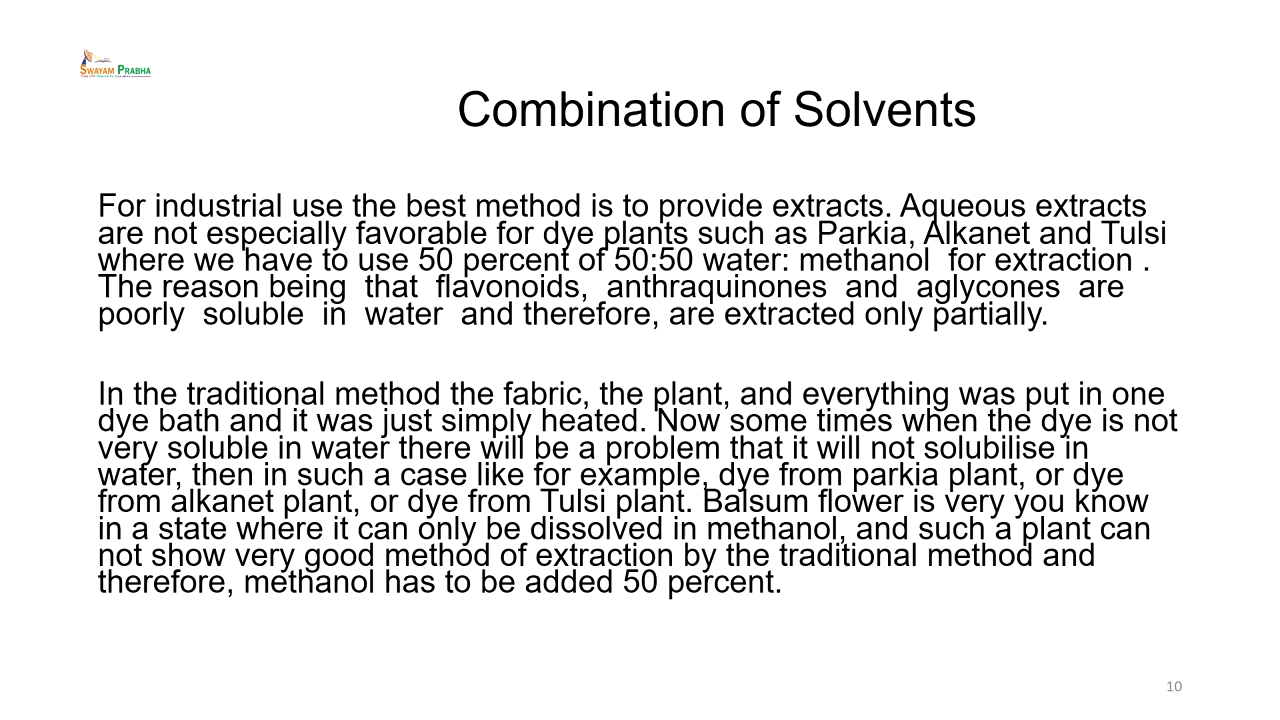 SWAYAM PRABHA
Combination of Solvents
For industrial use the best method is to provide extracts. Aqueous extracts
are not especially favorable for dye plants such as Parkia, Alkanet and Tulsi
where we have to use 50 percent of 50:50 water: methanol  for extraction .
The reason being  that  flavonoids,  anthraquinones  and  aglycones  are
poorly  soluble  in  water  and therefore, are extracted only partially.
In the traditional method the fabric, the plant, and everything was put in one
dye bath and it was just simply heated. Now some times when the dye is not
very soluble in water there will be a problem that it will not solubilise in
water, then in such a case like for example, dye from parkia plant, or dye
from alkanet plant, or dye from Tulsi plant. Balsum flower is very you know
in a state where it can only be dissolved in methanol, and such a plant can
not show very good method of extraction by the traditional method and
therefore, methanol has to be added 50 percent.
10